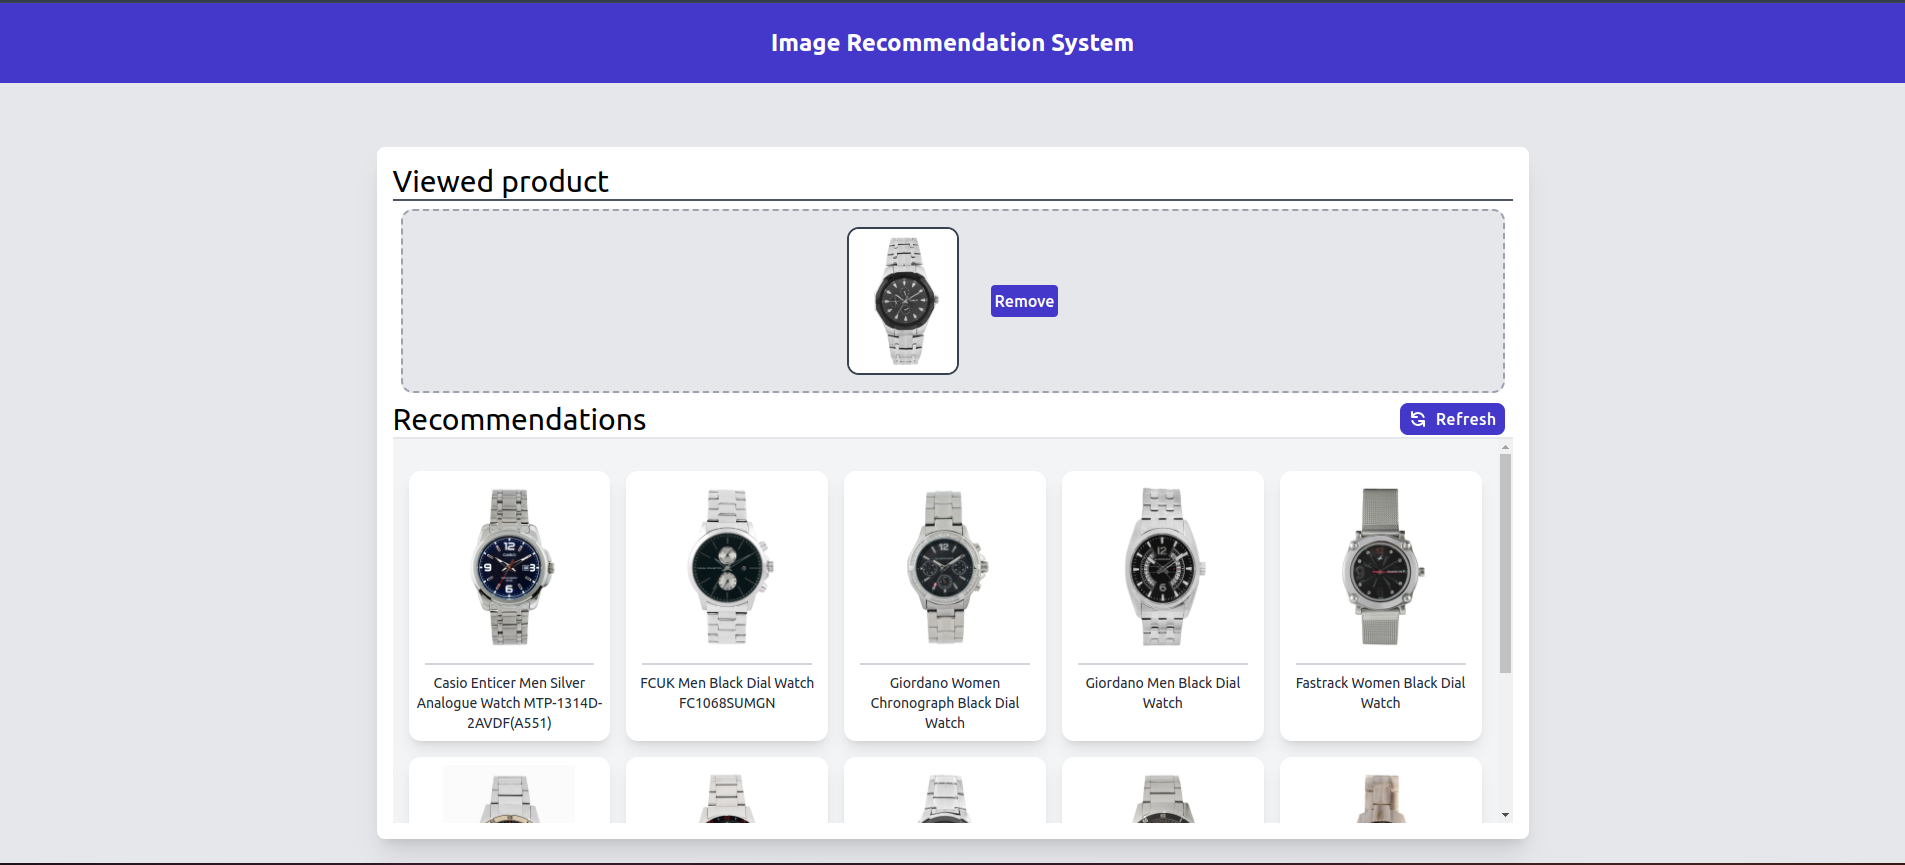 Image Recommendation System
Viewed product
Remove
Recommendations
Refresh
Casio Enticer Men Silver
Analogue Watch MTP-1314D-
2AVDF(A551)
FCUK Men Black Dial Watch
FC1068SUMGN
Giordano Women
Chronograph Black Dial
Watch
Giordano Men Black Dial
Watch
Fastrack Women Black Dial
Watch